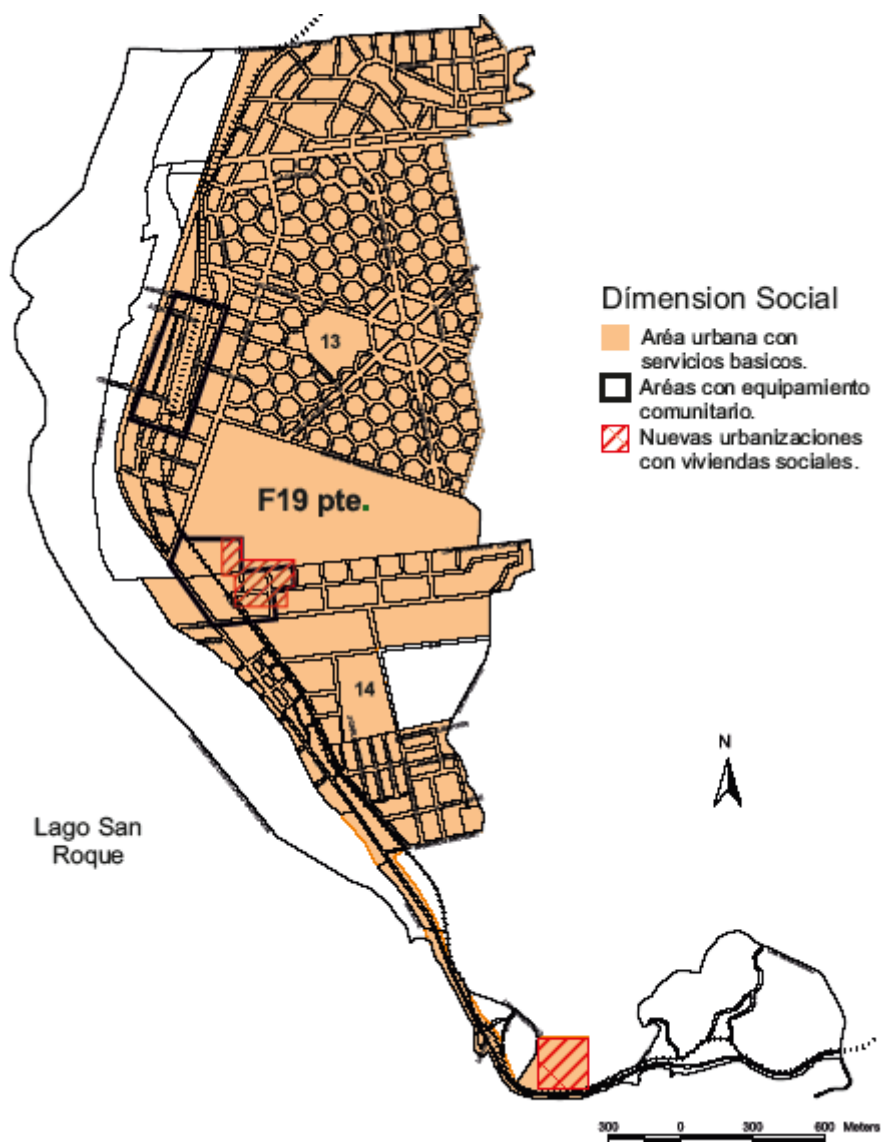 Dímension Social
Aréa urbana con
servicios basicos.
Aréas con equipamiento
comunitario.
Nuevas urbanizaciones
con viviendas sociales.
13
F19 pte.
14
N
Lago San
Roque
300 0 300 600 Meters